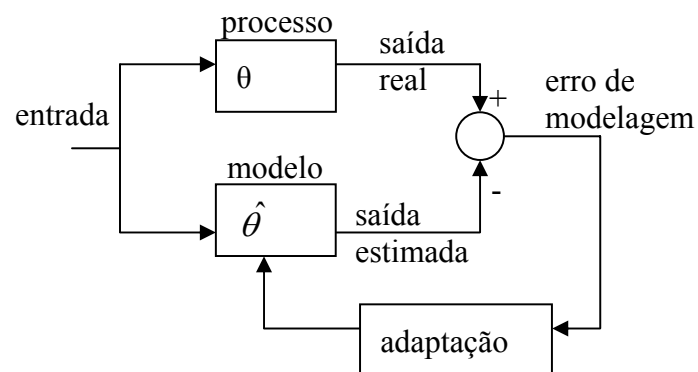 processo
θ
saída
real
+
erro de
modelagem
entrada
modelo
θ̂
saída
estimada
-
adaptação